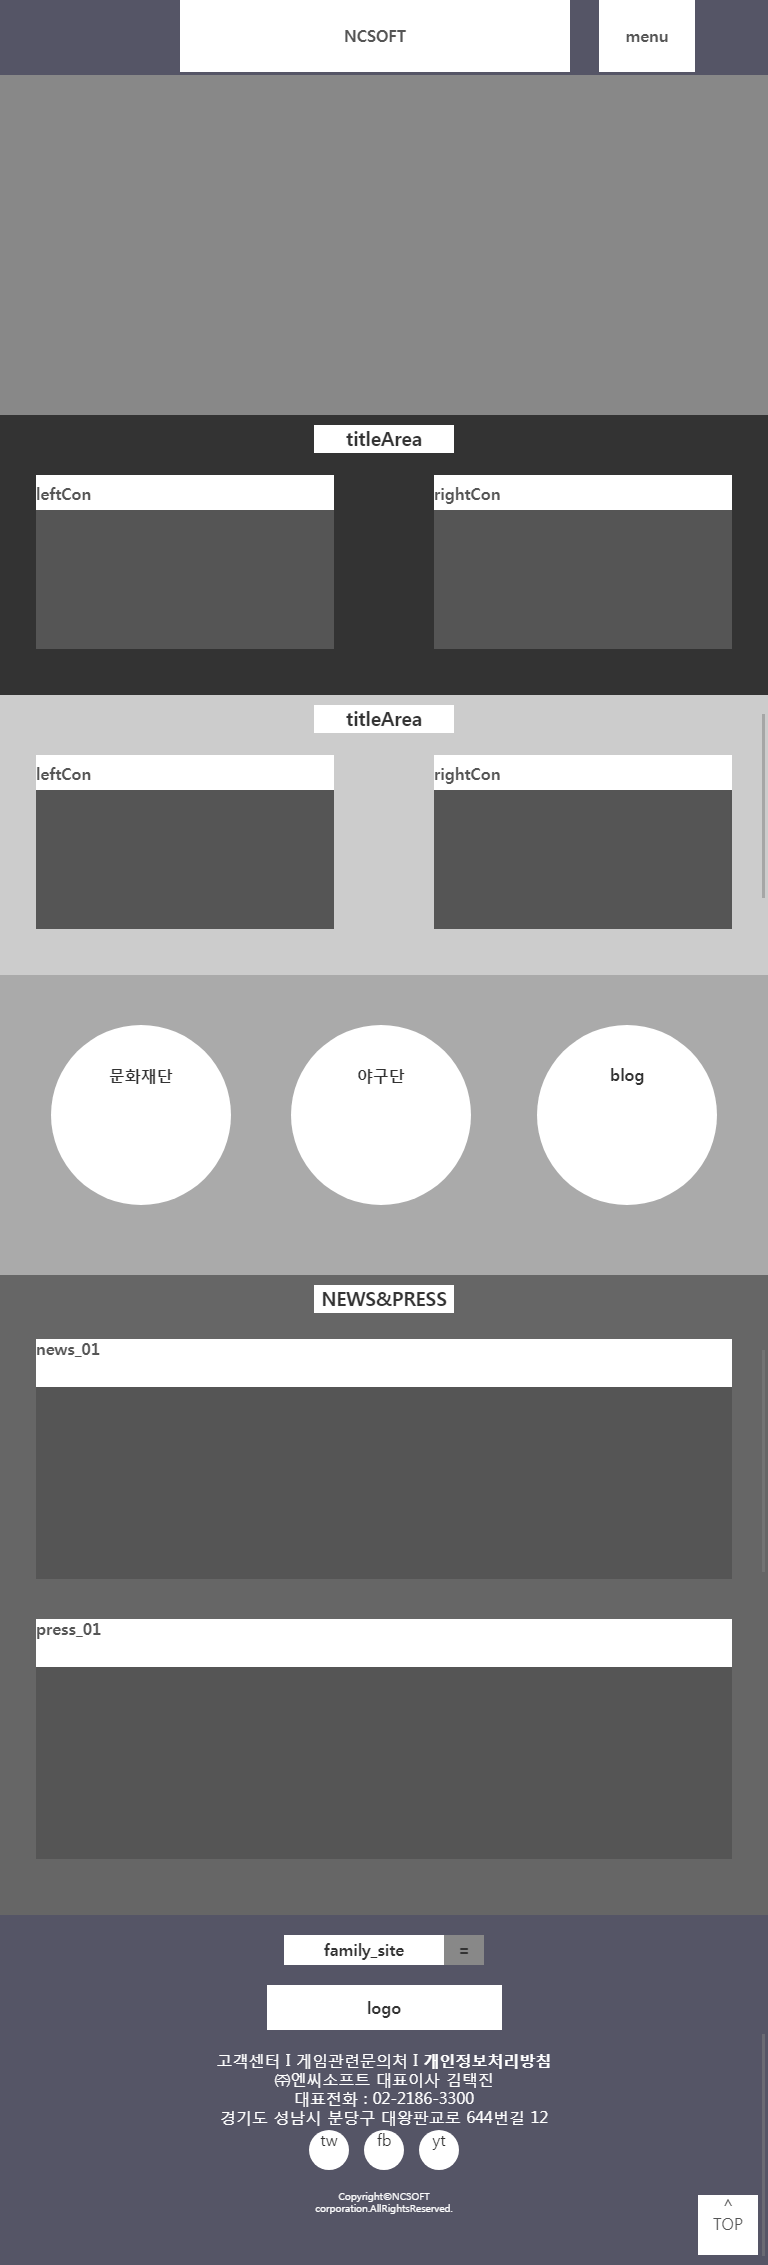 NCSOFT
menu
titleArea
leftCon
rightCon
titleArea
leftCon
rightCon
문화재단
야구단
blog
NEWS&PRESS
news_01
press_01
family_site
=
logo
고객센터 I 게임관련문의처 I 개인정보처리방침
㈜엔씨소프트 대표이사 김택진
대표전화 : 02-2186-3300
경기도 성남시 분당구 대왕판교로 644번길 12
tw
fb
yt
Copyright©NCSOFT
corporation.AllRightsReserved.
^
TOP